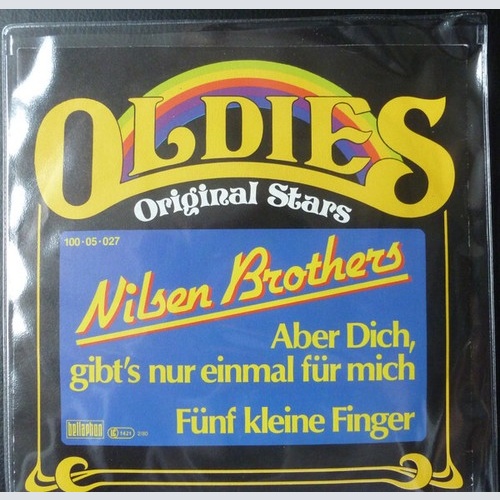 OLDIES
Original Stars
100·05·027
Nilsen Brothers
Aber Dich,
gibt's nur einmal für mich
Fünf kleine Finger
bellaphon